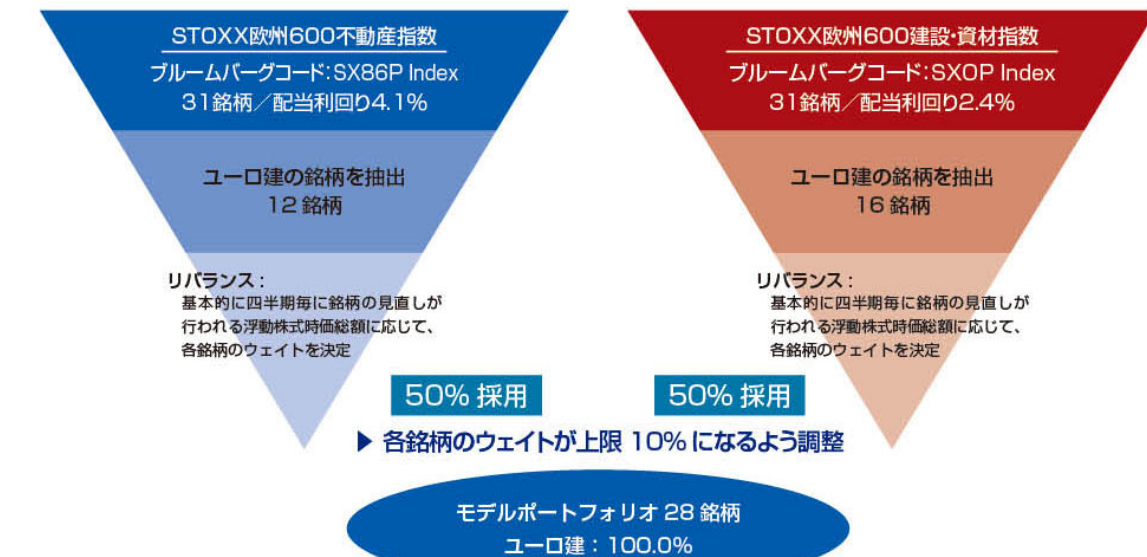 STOXX欧州600不動産指数
ブルームバーグコード:SX86P Index
31銘柄／配当利回り4.1%
ユーロ建の銘柄を抽出
12 銘柄
リバランス：
基本的に四半期毎に銘柄の見直しが
行われる浮動株式時価総額に応じて、
各銘柄のウェイトを決定
STOXX欧州600建設・資材指数
ブルームバーグコード:SXOP Index
31銘柄／配当利回り2.4%
ユーロ建の銘柄を抽出
16 銘柄
リバランス：
基本的に四半期毎に銘柄の見直しが
行われる浮動株式時価総額に応じて、
各銘柄のウェイトを決定
50% 採用
50% 採用
▶ 各銘柄のウェイトが上限 10% になるよう調整
モデルポートフォリオ 28 銘柄
ユーロ建：100.0%